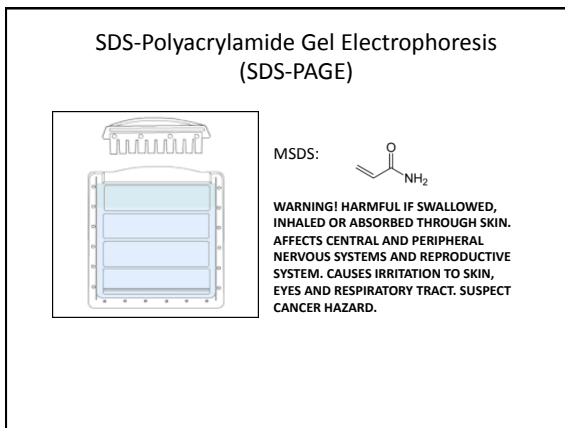 SDS-Polyacrylamide Gel Electrophoresis
(SDS-PAGE)
MSDS:
O
NH2
WARNING! HARMFUL IF SWALLOWED,
INHALED OR ABSORBED THROUGH SKIN.
AFFECTS CENTRAL AND PERIPHERAL
NERVOUS SYSTEMS AND REPRODUCTIVE
SYSTEM. CAUSES IRRITATION TO SKIN,
EYES AND RESPIRATORY TRACT. SUSPECT
CANCER HAZARD.